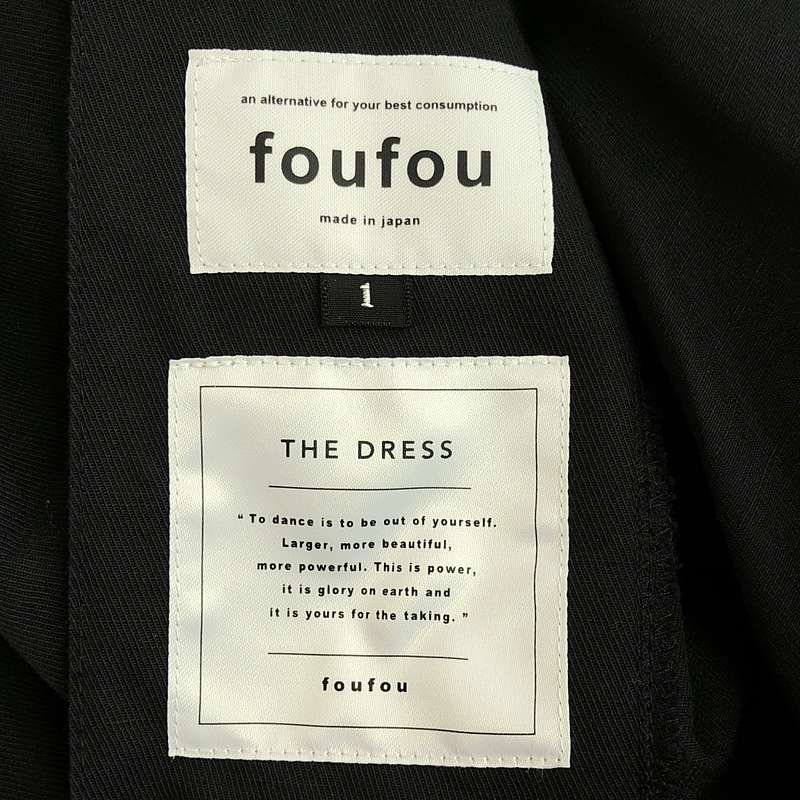 an alternative for your best consumption
foufou
made in japan
1
THE DRESS
“ To dance is to be out of yourself.
Larger, more beautiful,
more powerful. This is power,
it is glory on earth and
it is yours for the taking. ”
foufou